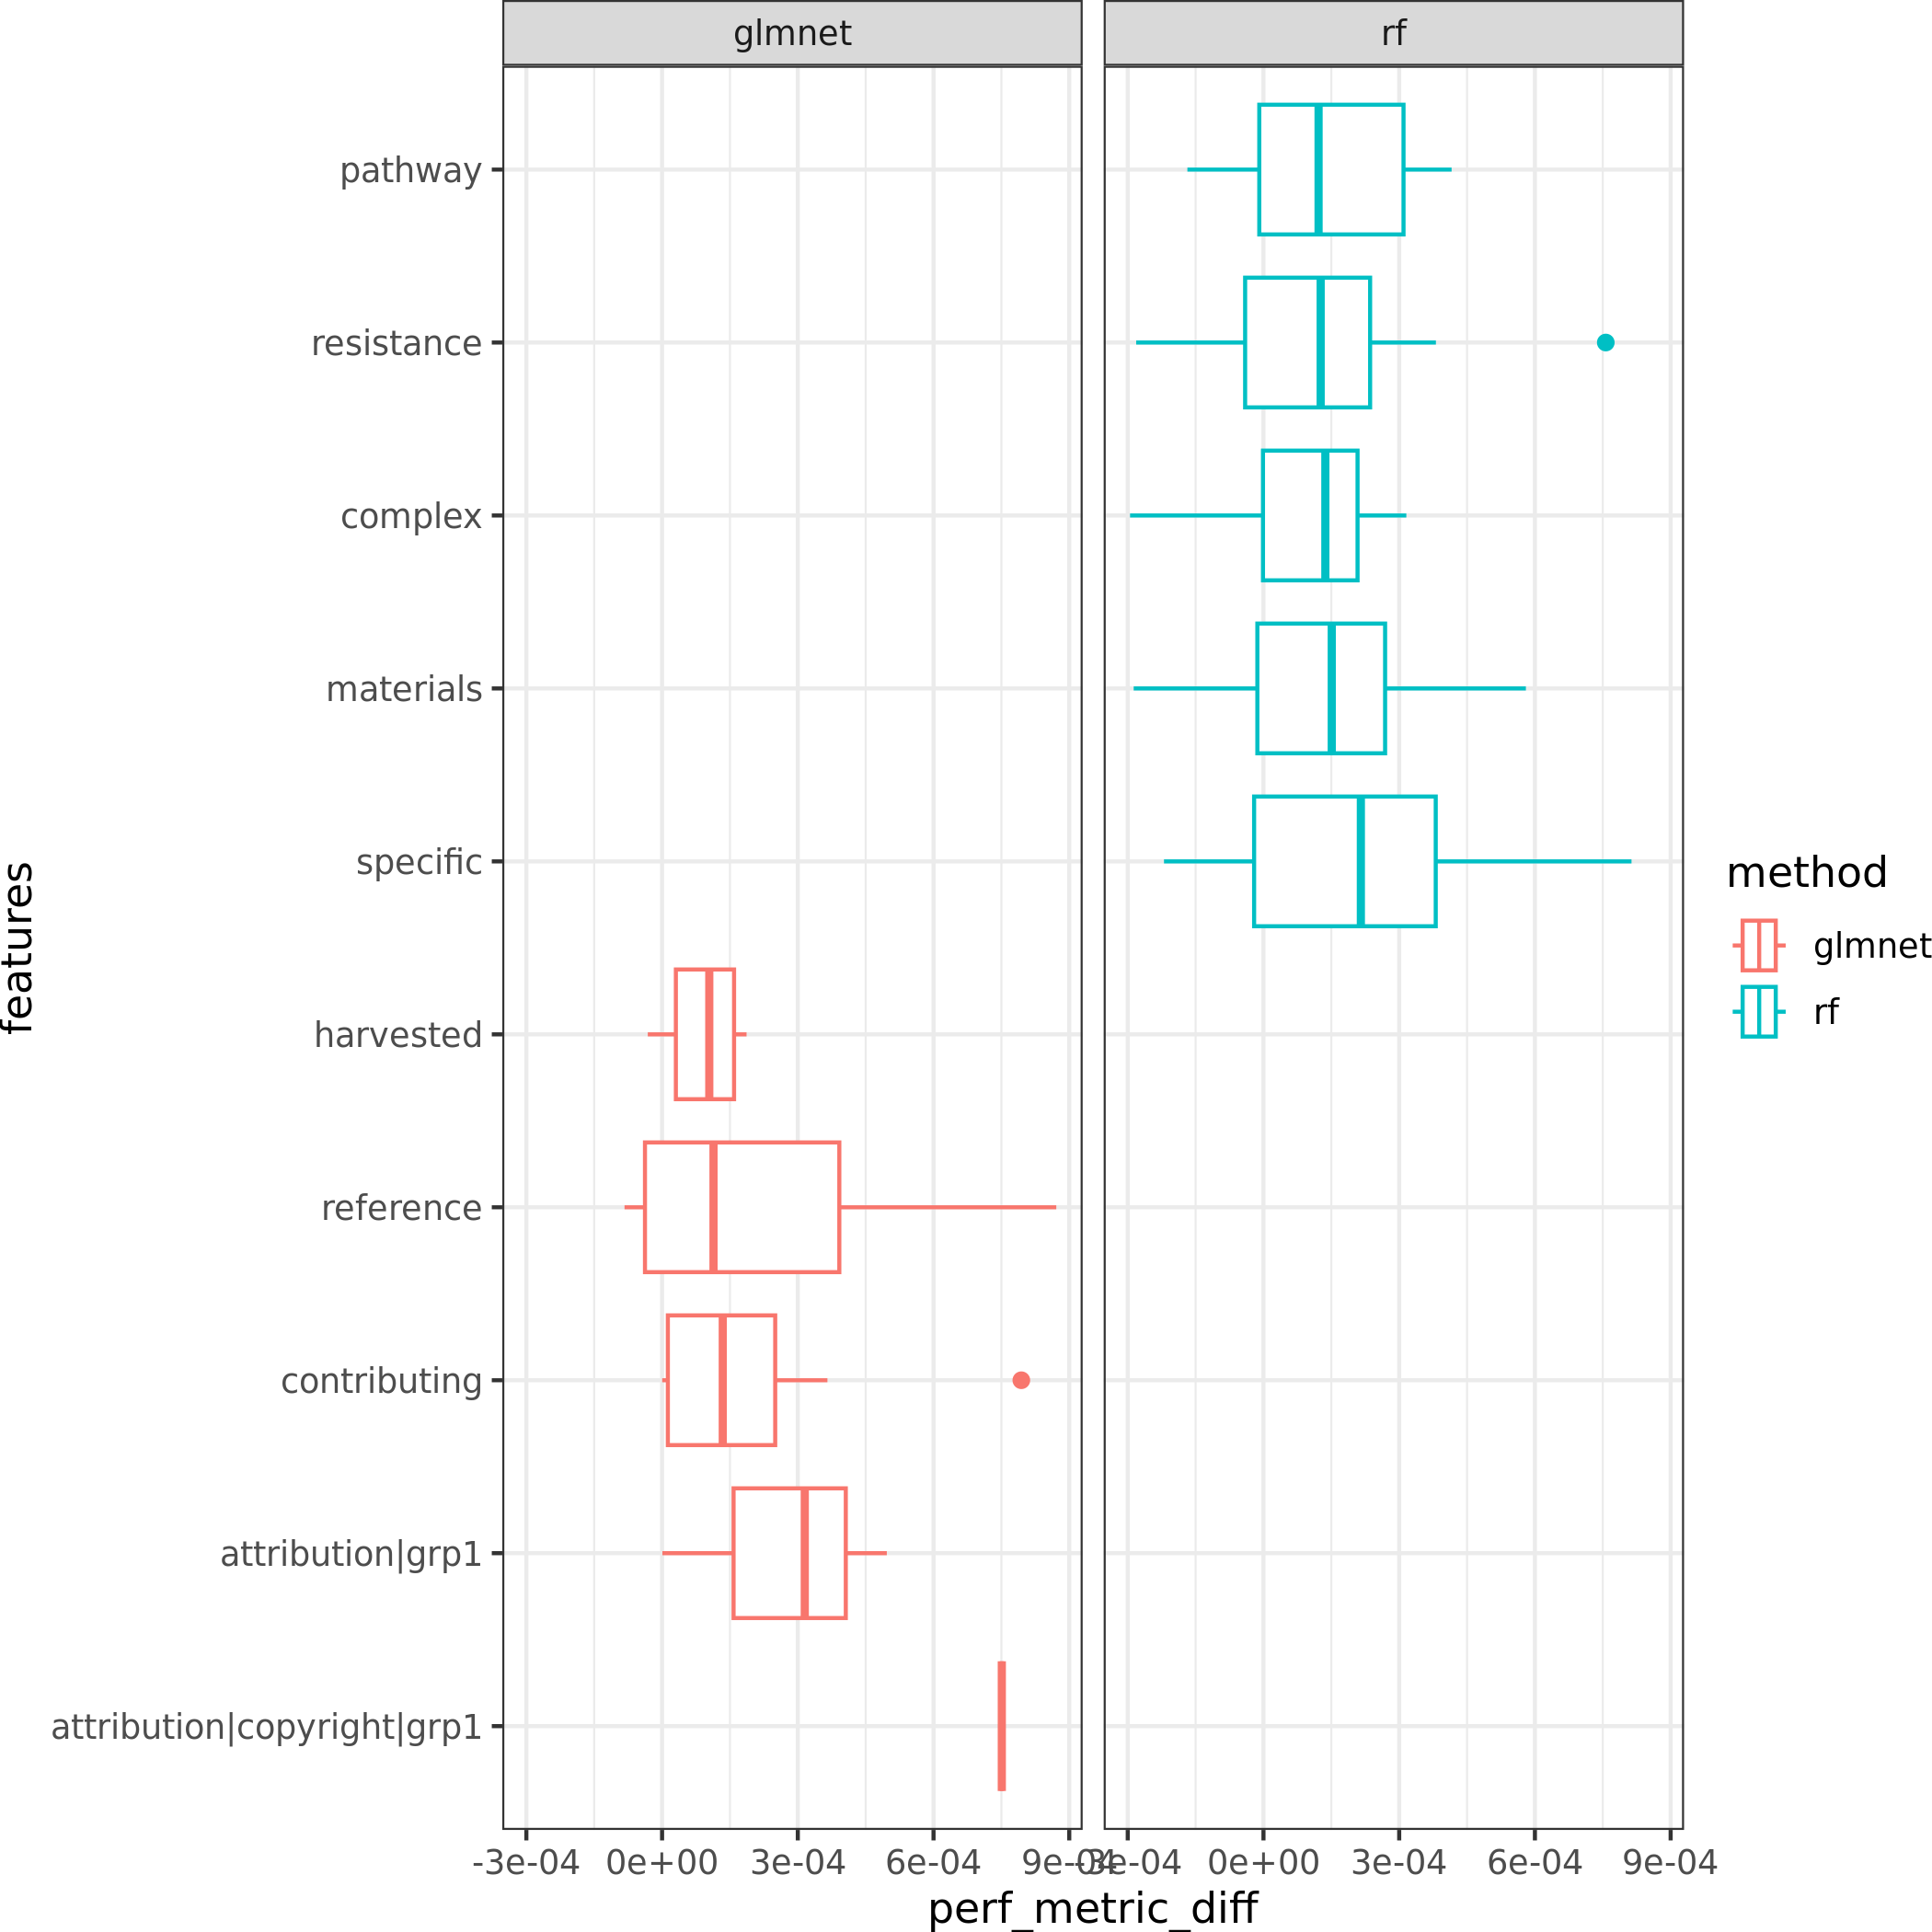 glmnet
rf
pathway
resistance
complex
materials
specific
harvested
reference
contributing
attribution|grp1
attribution|copyright|grp1
features
-3e-04 0e+00 3e-04 6e-04 9e-04
-3e-04 0e+00 3e-04 6e-04 9e-04
perf_metric_diff
method
glmnet
rf